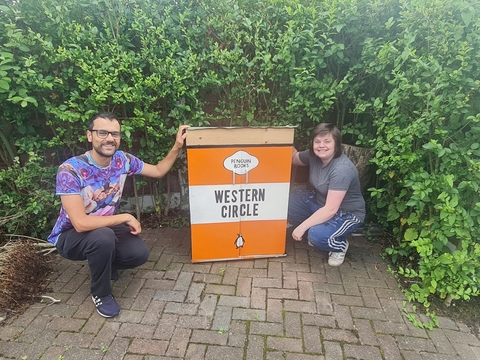 PENGUIN
BOOKS
WESTERN
CIRCLE